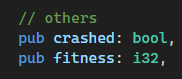 // others
pub crashed: bool,
pub fitness: i32,